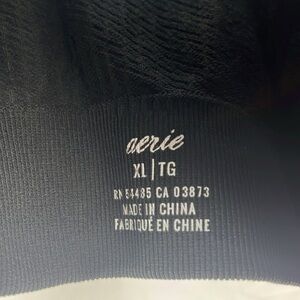 aerie
XL | TG
RN 54485 CA 03873
MADE IN CHINA
FABRIQUÉ EN CHINE